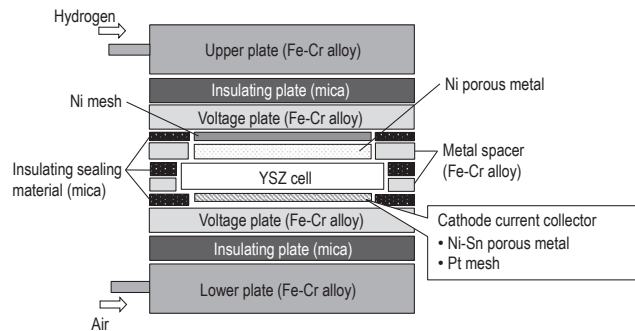 Hydrogen
Upper plate (Fe-Cr alloy)
Insulating plate (mica)
Ni porous metal
Ni mesh
Voltage plate (Fe-Cr alloy)
Insulating sealing
material (mica)
YSZ cell
Metal spacer
(Fe-Cr alloy)
Voltage plate (Fe-Cr alloy)
Cathode current collector
• Ni-Sn porous metal
• Pt mesh
Insulating plate (mica)
Lower plate (Fe-Cr alloy)
Air